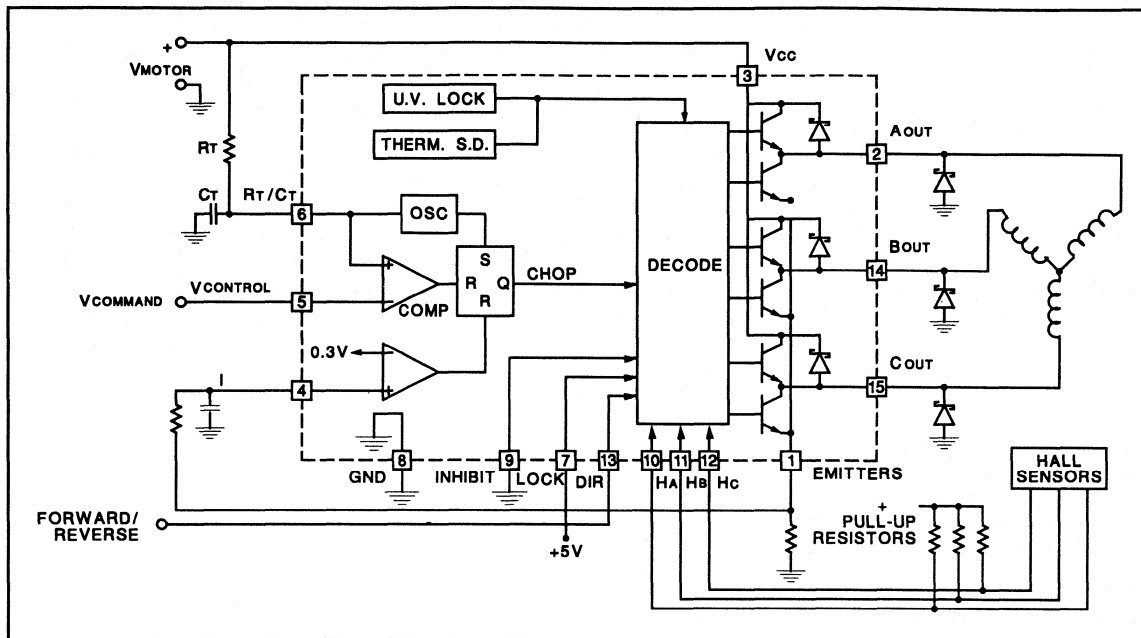 +
VMOTOR
VCC
3
U.V. LOCK
THERM. S.D.
AOUT
2
RT
CT
RT/CT
6
OSC
S
R Q
R
CHOP
DECODE
BOUT
14
VCOMMAND
VCONTROL
5
COMP
0.3V
COUT
15
I
4
8
9
7
13
10
11
12
1
GND
INHIBIT
LOCK
DIR
HA
HB
HC
EMITTERS
HALL
SENSORS
FORWARD/
REVERSE
+5V
+
PULL-UP
RESISTORS